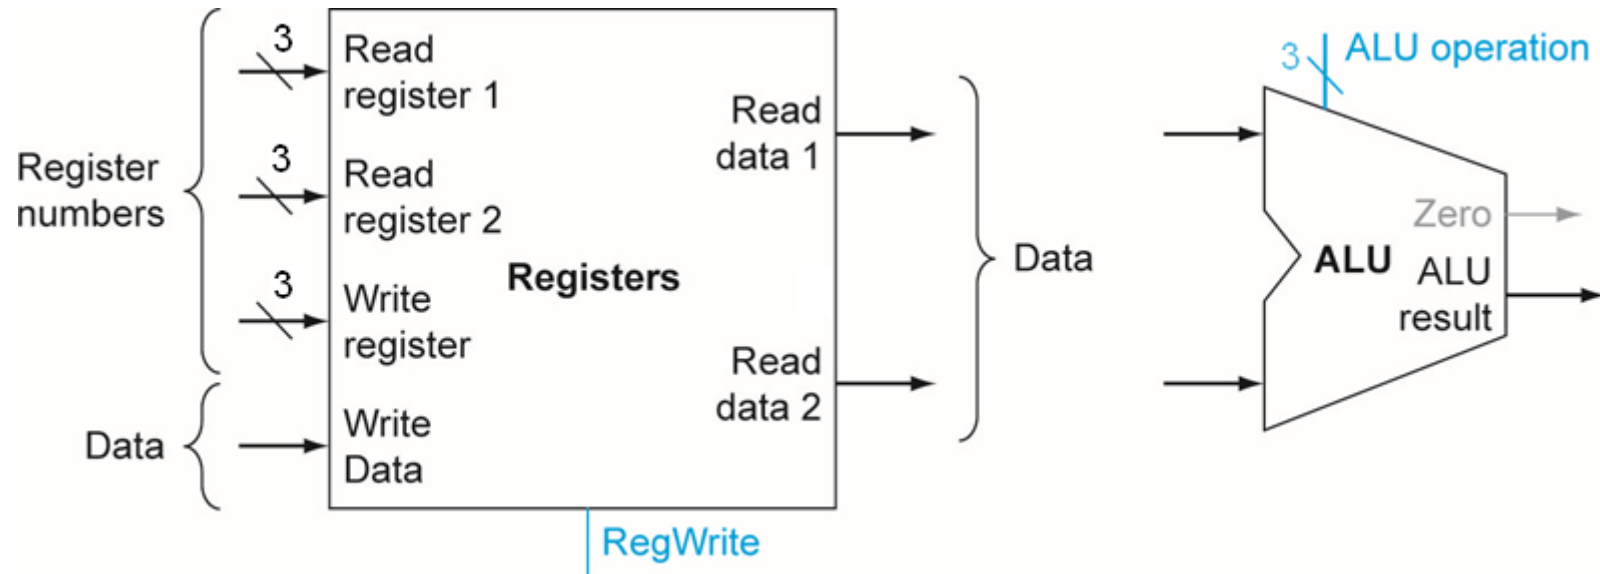 Register
numbers
Data
3
Read
register 1
3
Read
register 2
3
Write
register
Write
Data
Registers
Read
data 1
Read
data 2
RegWrite
Data
3
ALU operation
Zero
ALU
ALU
result